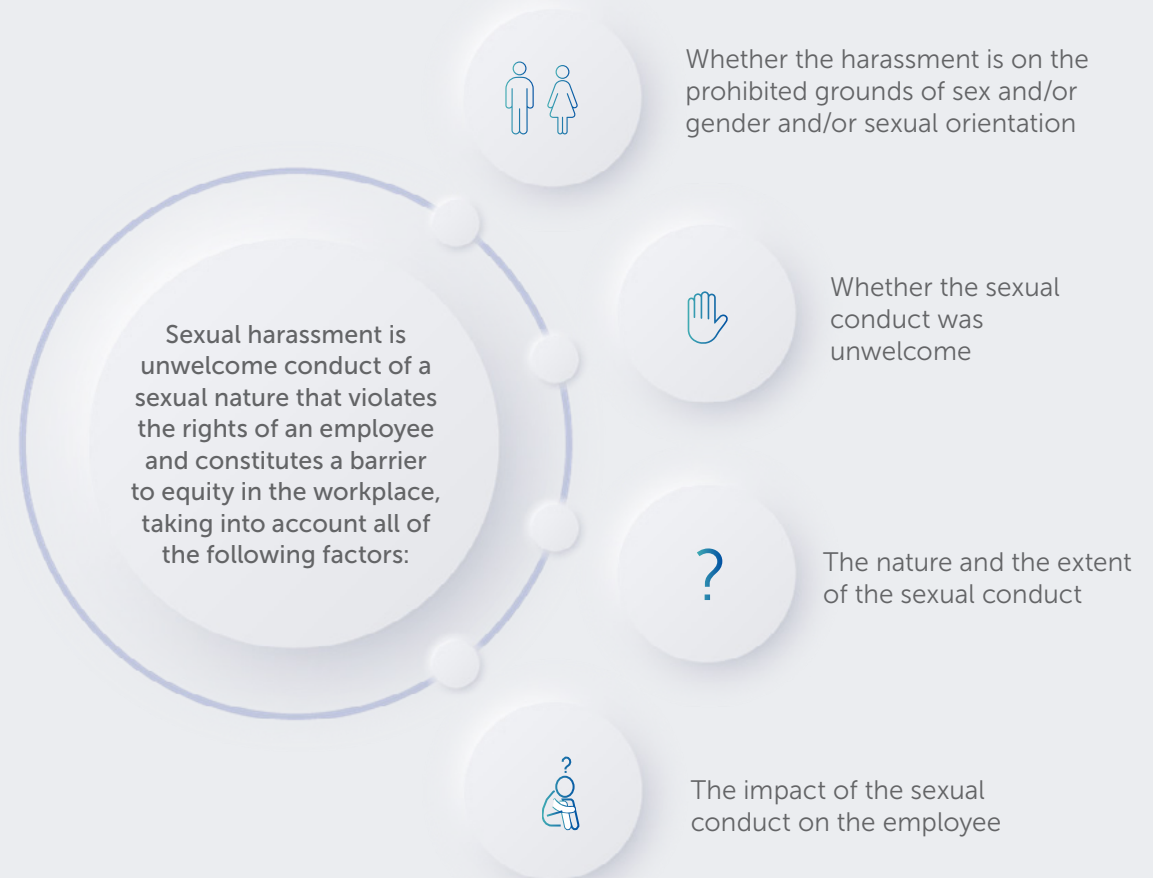 Sexual harassment is
unwelcome conduct of a
sexual nature that violates
the rights of an employee
and constitutes a barrier
to equity in the workplace,
taking into account all of
the following factors:
Whether the harassment is on the
prohibited grounds of sex and/or
gender and/or sexual orientation
Whether the sexual
conduct was
unwelcome
?
The nature and the extent
of the sexual conduct
?
The impact of the sexual
conduct on the employee